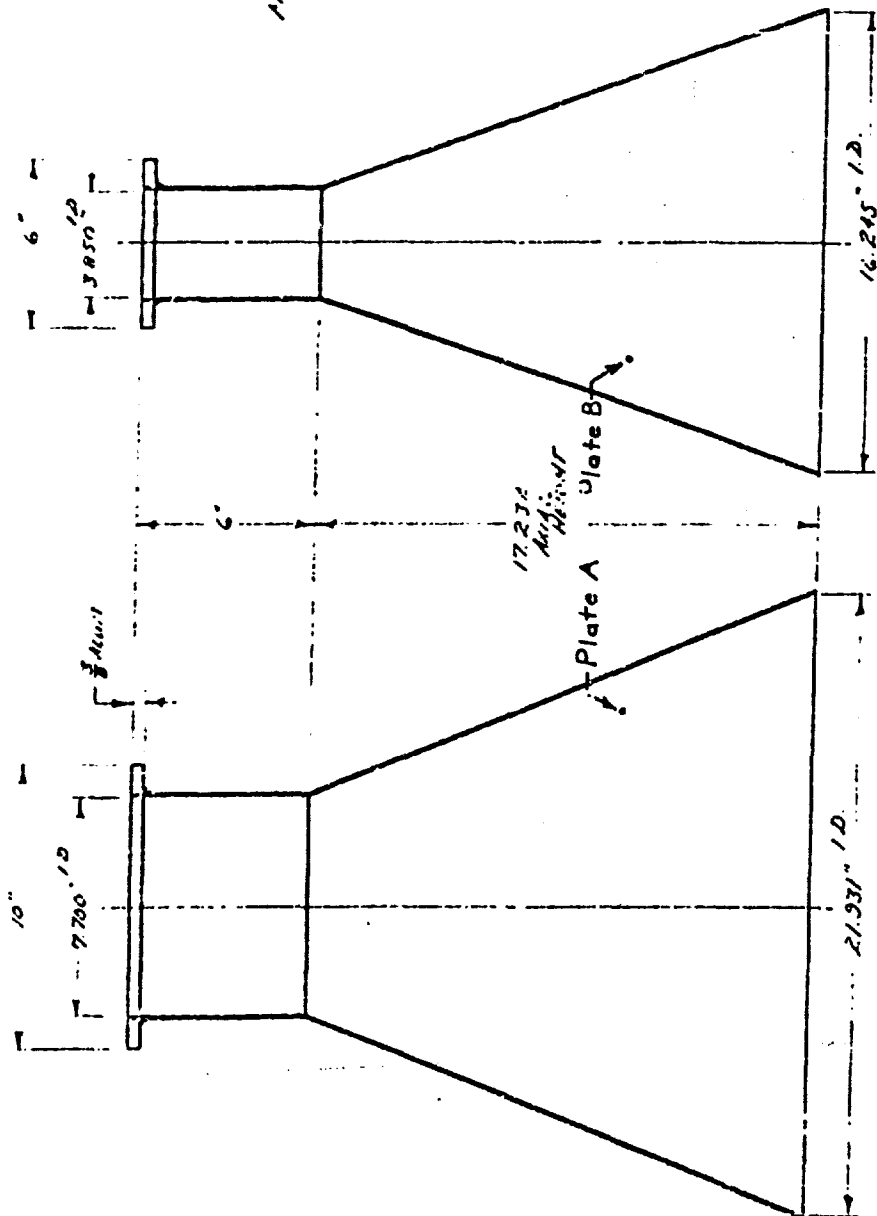 6"
3.850" I.D
16.245" I.D.
6"
17.23
Plate B
Plate A
10"
7.700" I.D
21.931" I.D